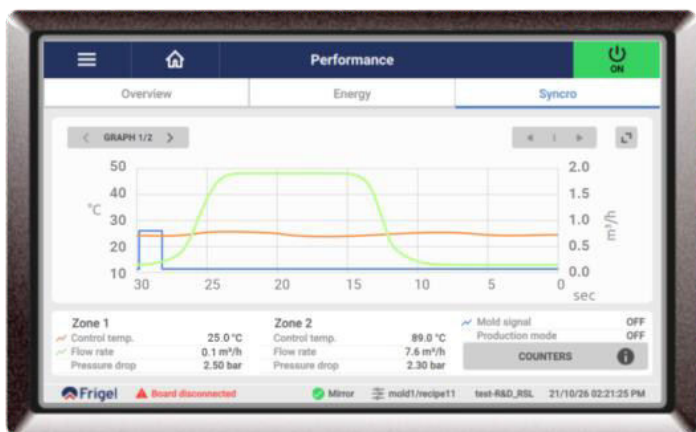 Performance
ON
Overview Energy Syncro
GRAPH 1/2
50 2.0
40 1.5
°C m³/h
30 1.0
20 0.5
10 0.0
30 25 20 15 10 5 0
sec
Zone 1 Zone 2 Mold signal OFF
Control temp. 25.0 °C Control temp. 89.0 °C Production mode OFF
Flow rate 0.1 m³/h Flow rate 7.6 m³/h COUNTERS
Pressure drop 2.50 bar Pressure drop 2.30 bar
Frigel Board disconnected Mirror mold1/recipe11 test-R&D_RSL 21/10/26 02:21:25 PM